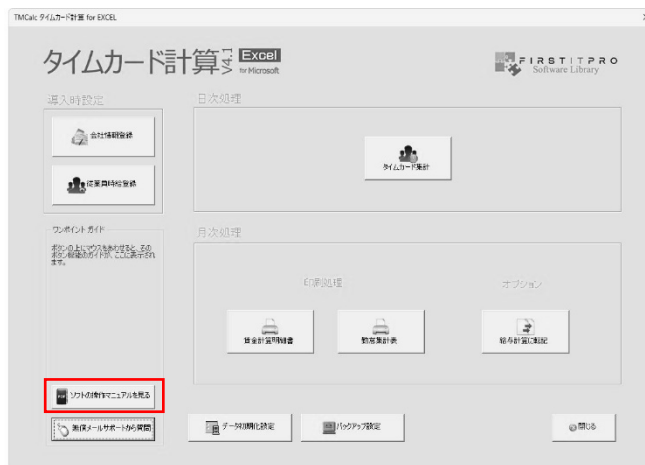 TMCalc タイムカード計算 for EXCEL
タイムカード計算 V4.1 Excel for Microsoft
FIRSTITPRO
Software Library
導入時設定
会社情報登録
従業員時給登録
日次処理
タイムカード集計
ワンポイント ガイド
ボタンの上にマウスをあわせると、その
ボタン機能のガイドが、ここに表示され
ます。
月次処理
印刷処理
オプション
賃金計算明細書
勤怠集計表
給与計算に転記
ソフトの操作マニュアルを見る
無償メールサポートから質問
データ初期化設定
バックアップ設定
閉じる